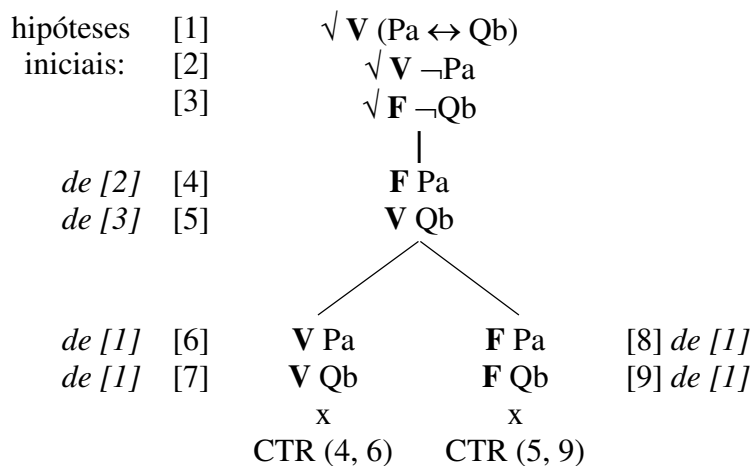 hipóteses [1] √ V (Pa ↔ Qb)
iniciais: [2] √ V ¬Pa
[3] √ F ¬Qb
de [2] [4] F Pa
de [3] [5] V Qb
de [1] [6] V Pa F Pa [8] de [1]
de [1] [7] V Qb F Qb [9] de [1]
x x
CTR (4, 6) CTR (5, 9)